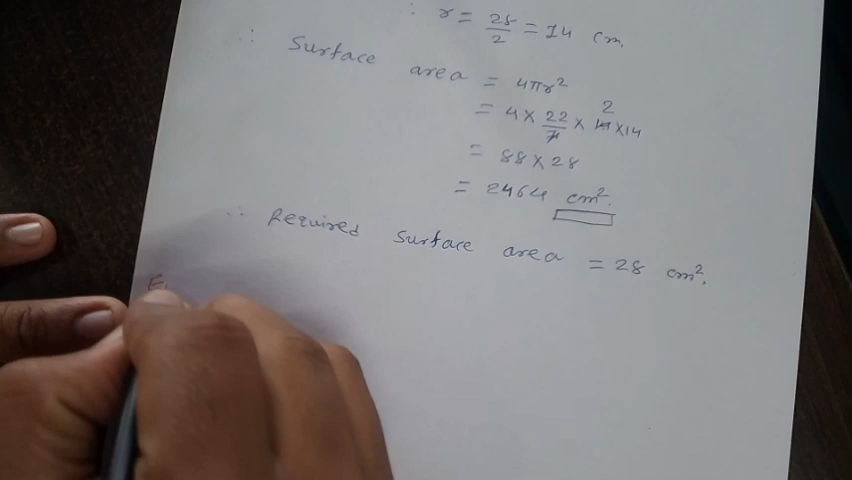 ∴ r = 28/2 = 14 cm.
∴ Surface area = 4πr²
= 4 × 22/7 × 14 × 14 2
= 88 × 28
= 2464 cm².
∴ Required surface area = 28 cm².